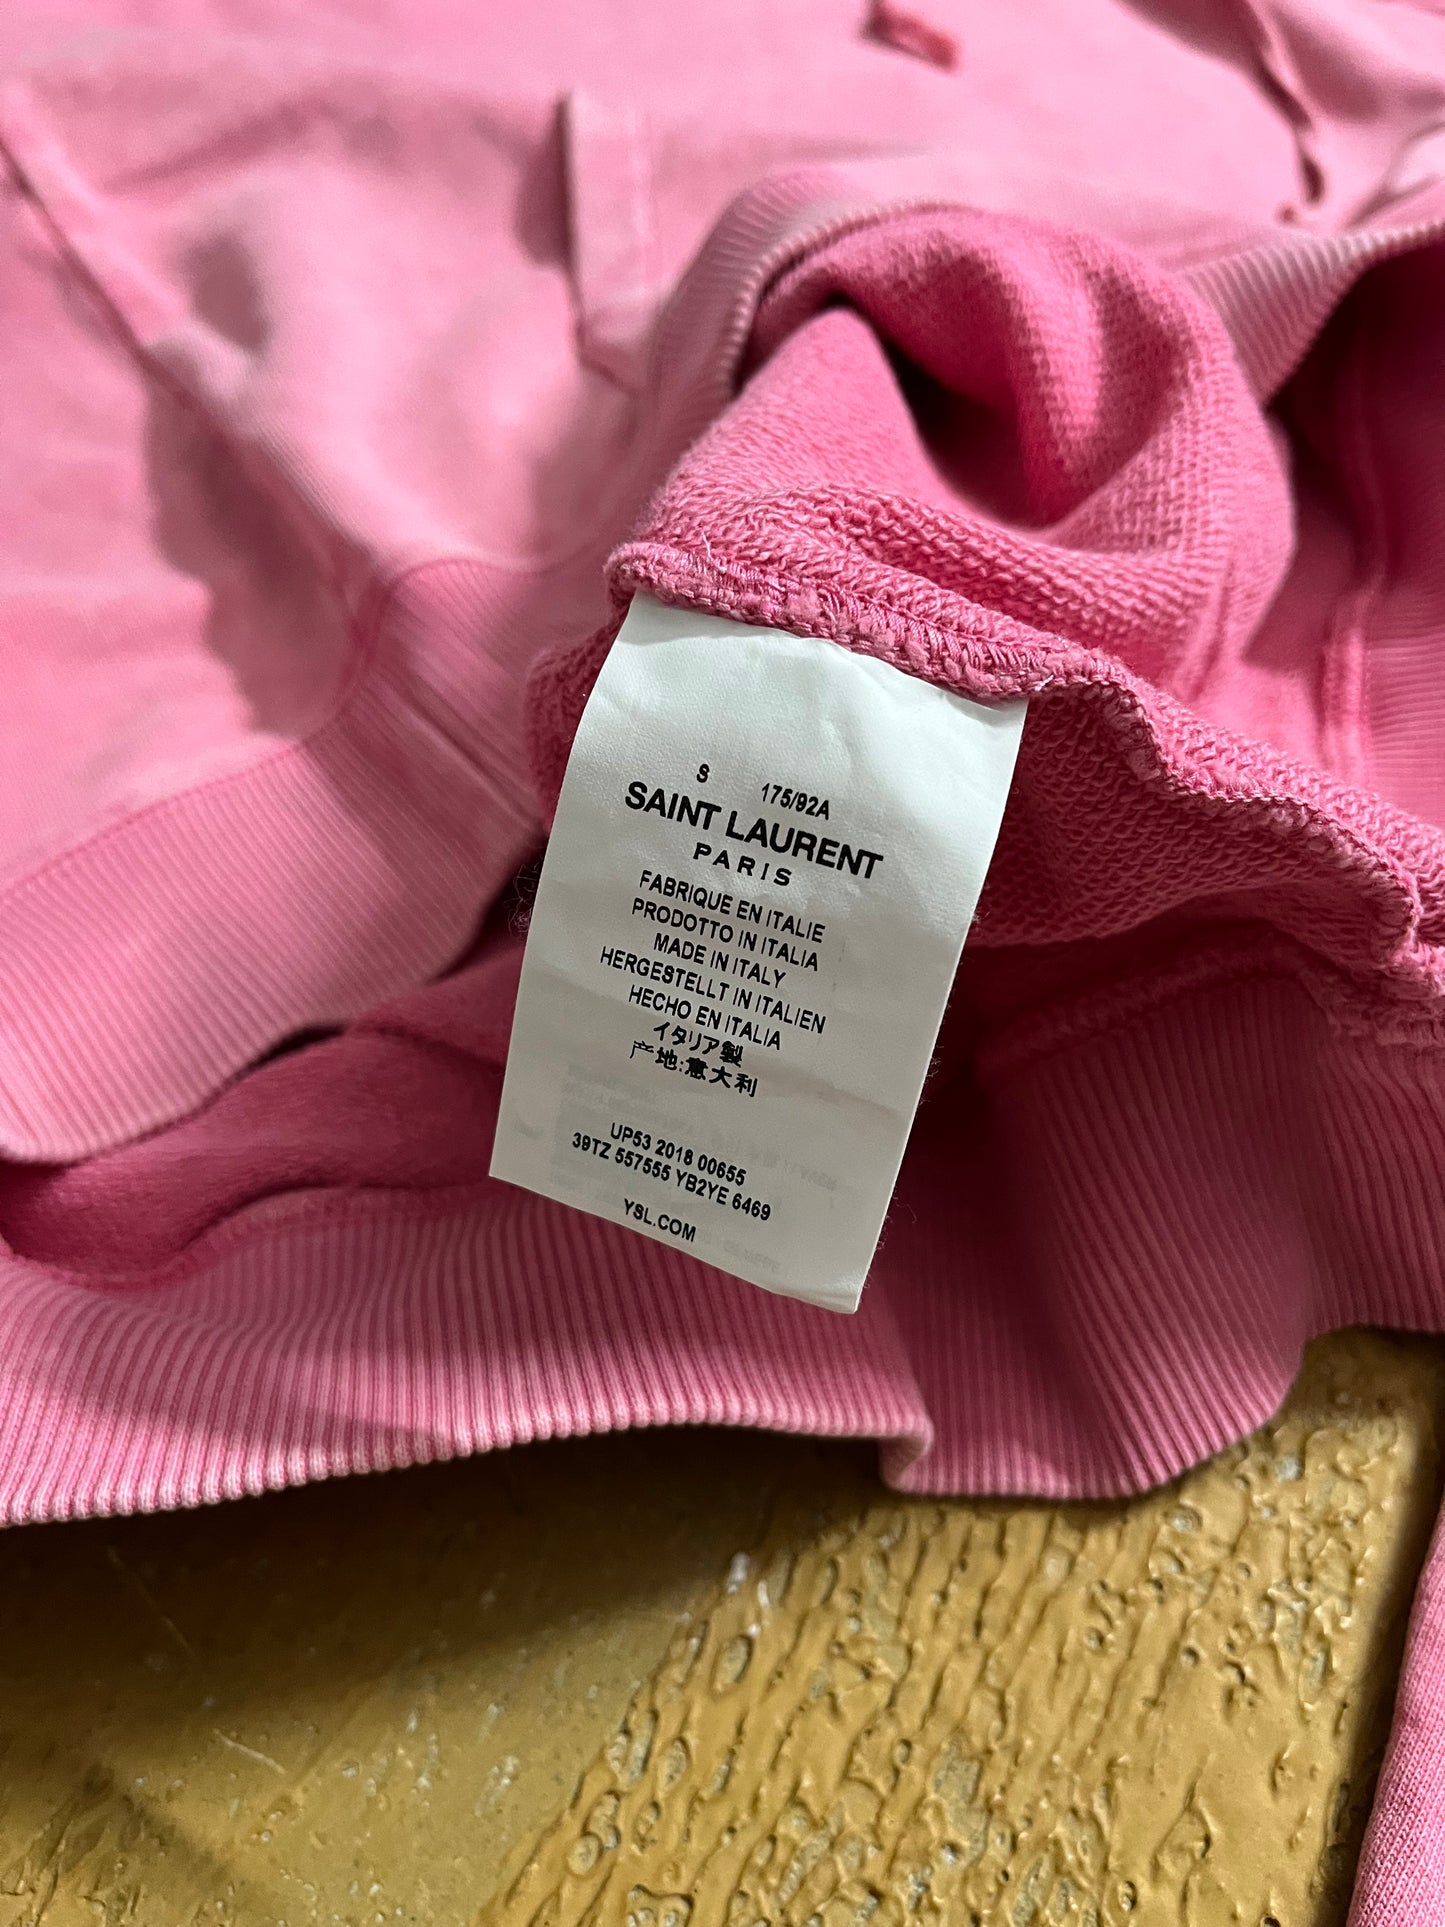 S 175/92A
SAINT LAURENT
PARIS
FABRIQUE EN ITALIE
PRODOTTO IN ITALIA
MADE IN ITALY
HERGESTELLT IN ITALIEN
HECHO EN ITALIA
イタリア製
产地:意大利
UP53 2018 00655
39TZ 557555 YB2YE 6469
YSL.COM